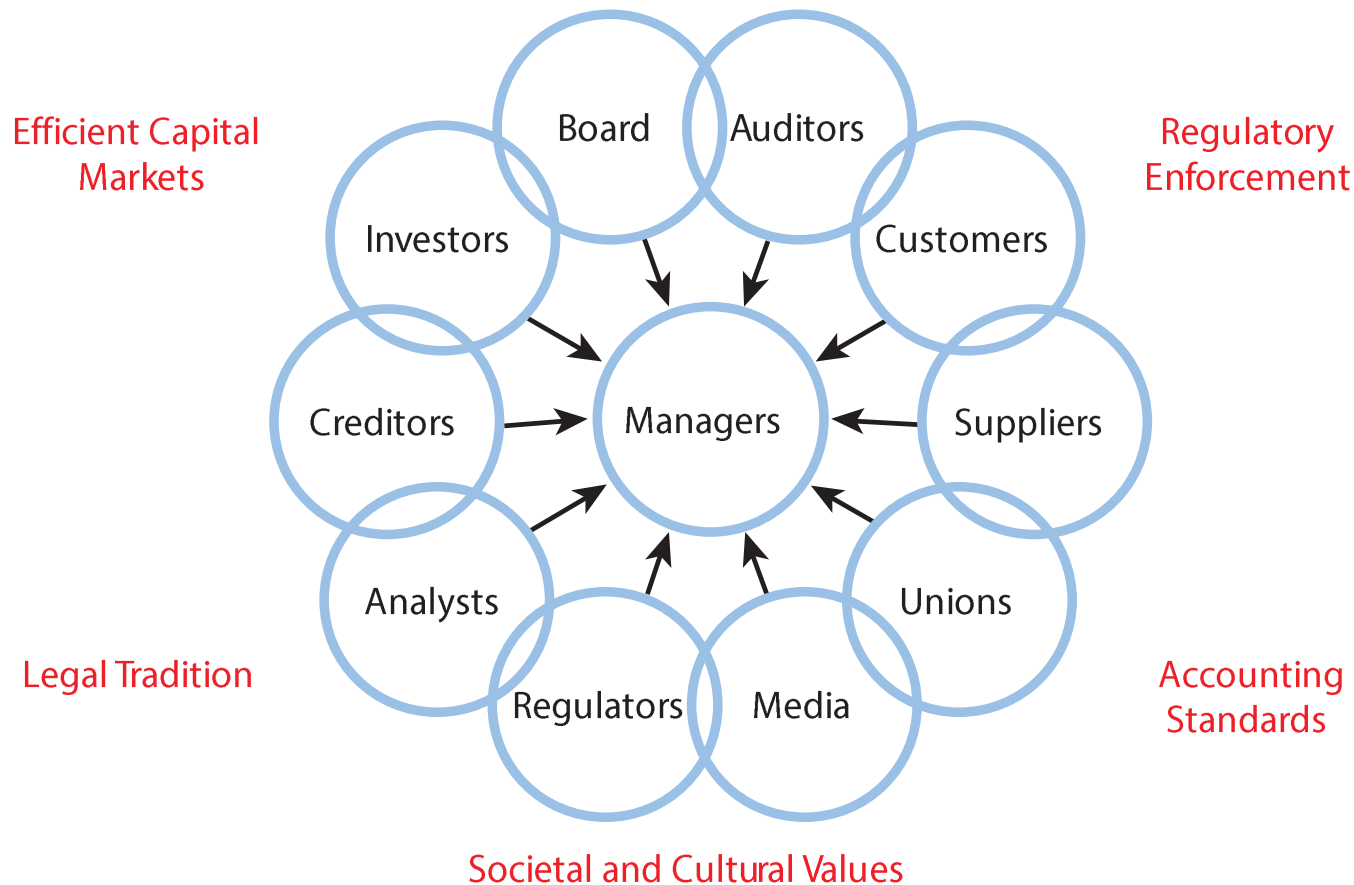 Board
Auditors
Efficient Capital
Markets
Regulatory
Enforcement
Investors
Customers
Creditors
Managers
Suppliers
Analysts
Unions
Legal Tradition
Regulators
Media
Accounting
Standards
Societal and Cultural Values